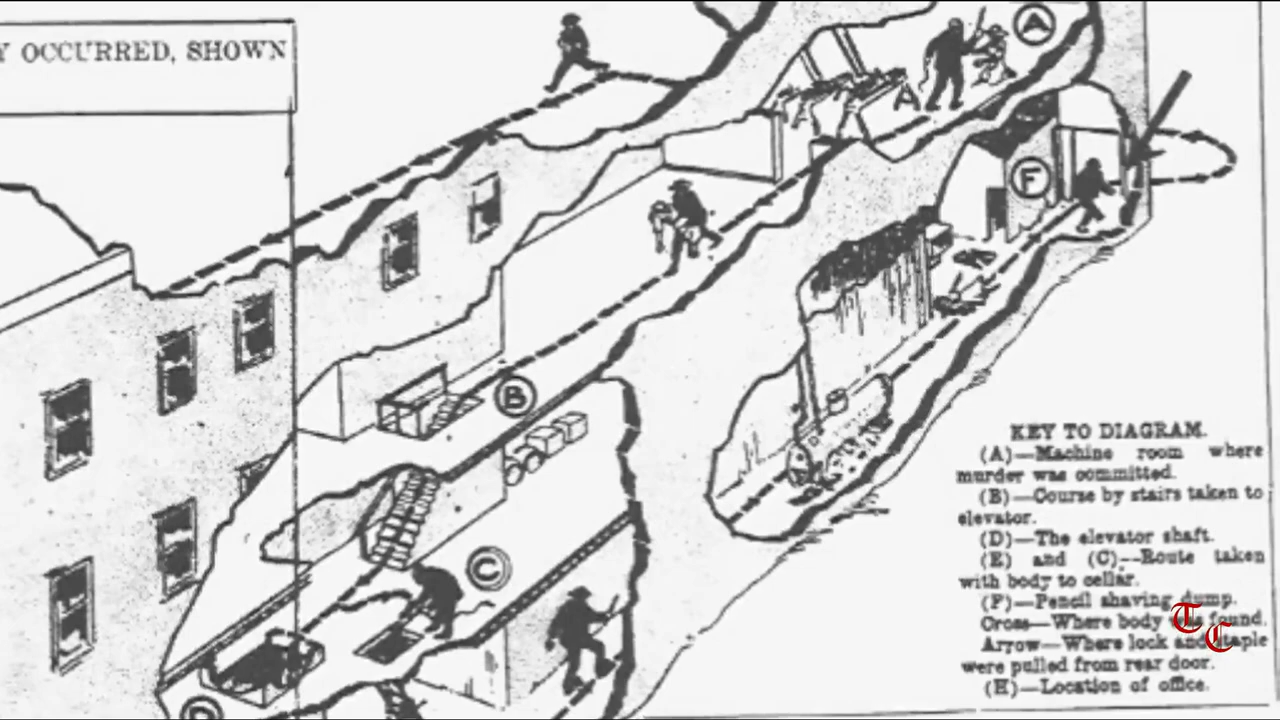 Y OCCURRED, SHOWN
A
A
F
B
C
D
KEY TO DIAGRAM.
(A)—Machine room where
murder was committed.
(B)—Course by stairs taken to
elevator.
(D)—The elevator shaft.
(E) and (C)--Route taken
with body to cellar.
(F)—Pencil shaving dump.
Cross—Where body was found.
Arrow—Where lock and staple
were pulled from rear door.
(H)—Location of office.
TC